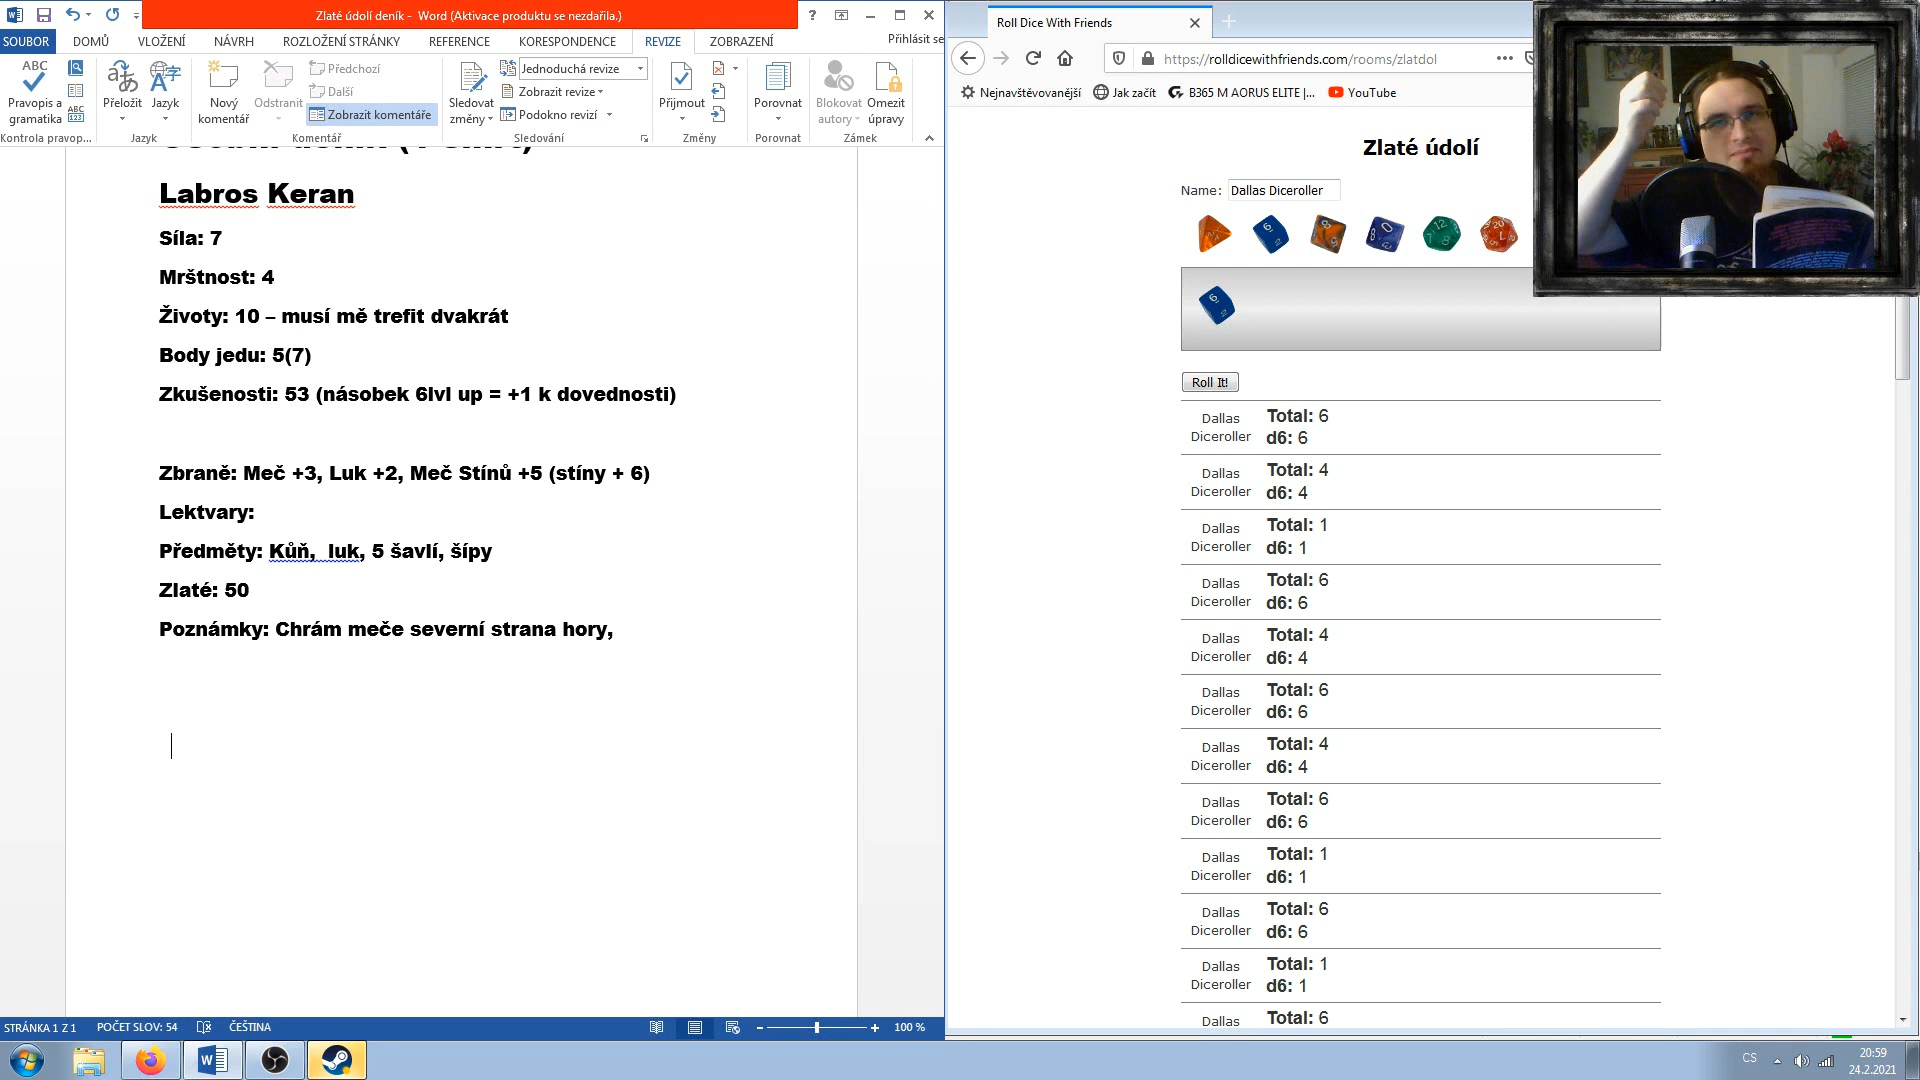 Zlaté údolí deník - Word (Aktivace produktu se nezdařila.)
SOUBOR DOMŮ VLOŽENÍ NÁVRH ROZLOŽENÍ STRÁNKY REFERENCE KORESPONDENCE REVIZE ZOBRAZENÍ Přihlásit se
Pravopis a gramatika
Přeložit
Jazyk
Nový komentář
Odstranit
Předchozí
Další
Zobrazit komentáře
Sledovat změny
Jednoduchá revize
Zobrazit revize
Podokno revizí
Přijmout
Porovnat
Blokovat autory
Omezit úpravy
Kontrola pravop... Jazyk Komentář Sledování Změny Porovnat Zámek
Labros Keran
Síla: 7
Mrštnost: 4
Životy: 10 – musí mě trefit dvakrát
Body jedu: 5(7)
Zkušenosti: 53 (násobek 6lvl up = +1 k dovednosti)
Zbraně: Meč +3, Luk +2, Meč Stínů +5 (stíny + 6)
Lektvary:
Předměty: Kůň, luk, 5 šavlí, šípy
Zlaté: 50
Poznámky: Chrám meče severní strana hory,
STRÁNKA 1 Z 1 POČET SLOV: 54 ČEŠTINA 100 %
Roll Dice With Friends
https://rolldicewithfriends.com/rooms/zlatdol
Nejnavštěvovanější Jak začít B365 M AORUS ELITE |... YouTube
Zlaté údolí
Name: Dallas Diceroller
Roll It!
Dallas Diceroller Total: 6
d6: 6
Dallas Diceroller Total: 4
d6: 4
Dallas Diceroller Total: 1
d6: 1
Dallas Diceroller Total: 6
d6: 6
Dallas Diceroller Total: 4
d6: 4
Dallas Diceroller Total: 6
d6: 6
Dallas Diceroller Total: 4
d6: 4
Dallas Diceroller Total: 6
d6: 6
Dallas Diceroller Total: 1
d6: 1
Dallas Diceroller Total: 6
d6: 6
Dallas Diceroller Total: 1
d6: 1
Dallas Total: 6
CS 20:59
24.2.2021